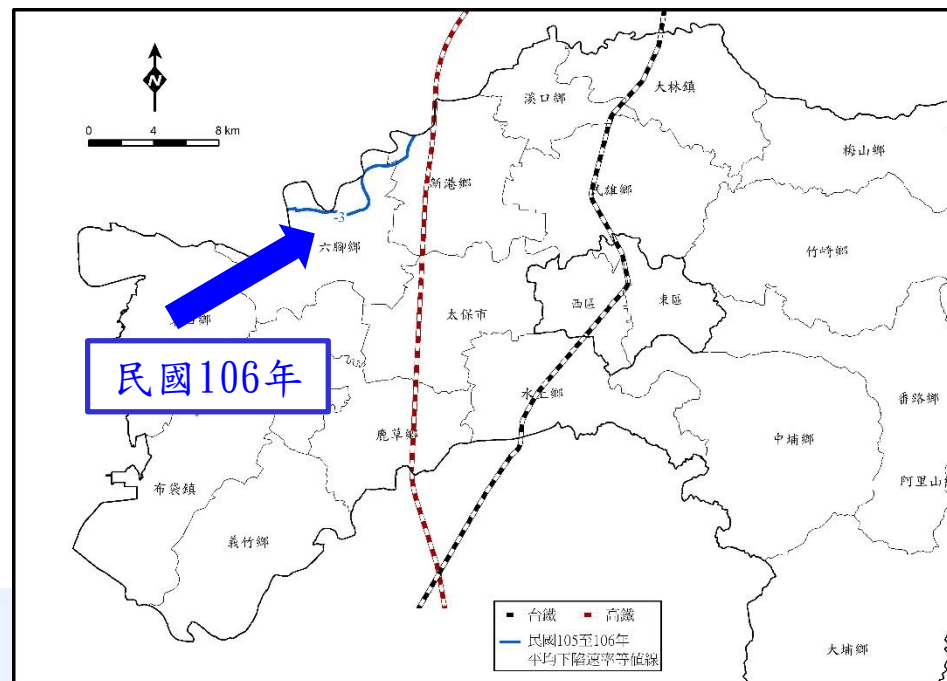 N
0 4 8 km
溪口鄉
大林鎮
梅山鄉
新港鄉
民雄鄉
-3
六腳鄉
竹崎鄉
西區
東區
太保市
民國106年
水上鄉
番路鄉
鹿草鄉
中埔鄉
阿里山
布袋鎮
義竹鄉
台鐵 高鐵
民國105至106年
平均下陷速率等值線
大埔鄉